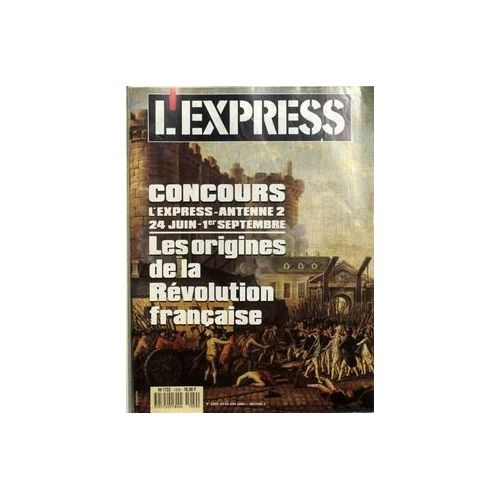 L'EXPRESS
CONCOURS
L'EXPRESS-ANTENNE 2
24 JUIN-1er SEPTEMBRE
Les origines
de la
Révolution
française